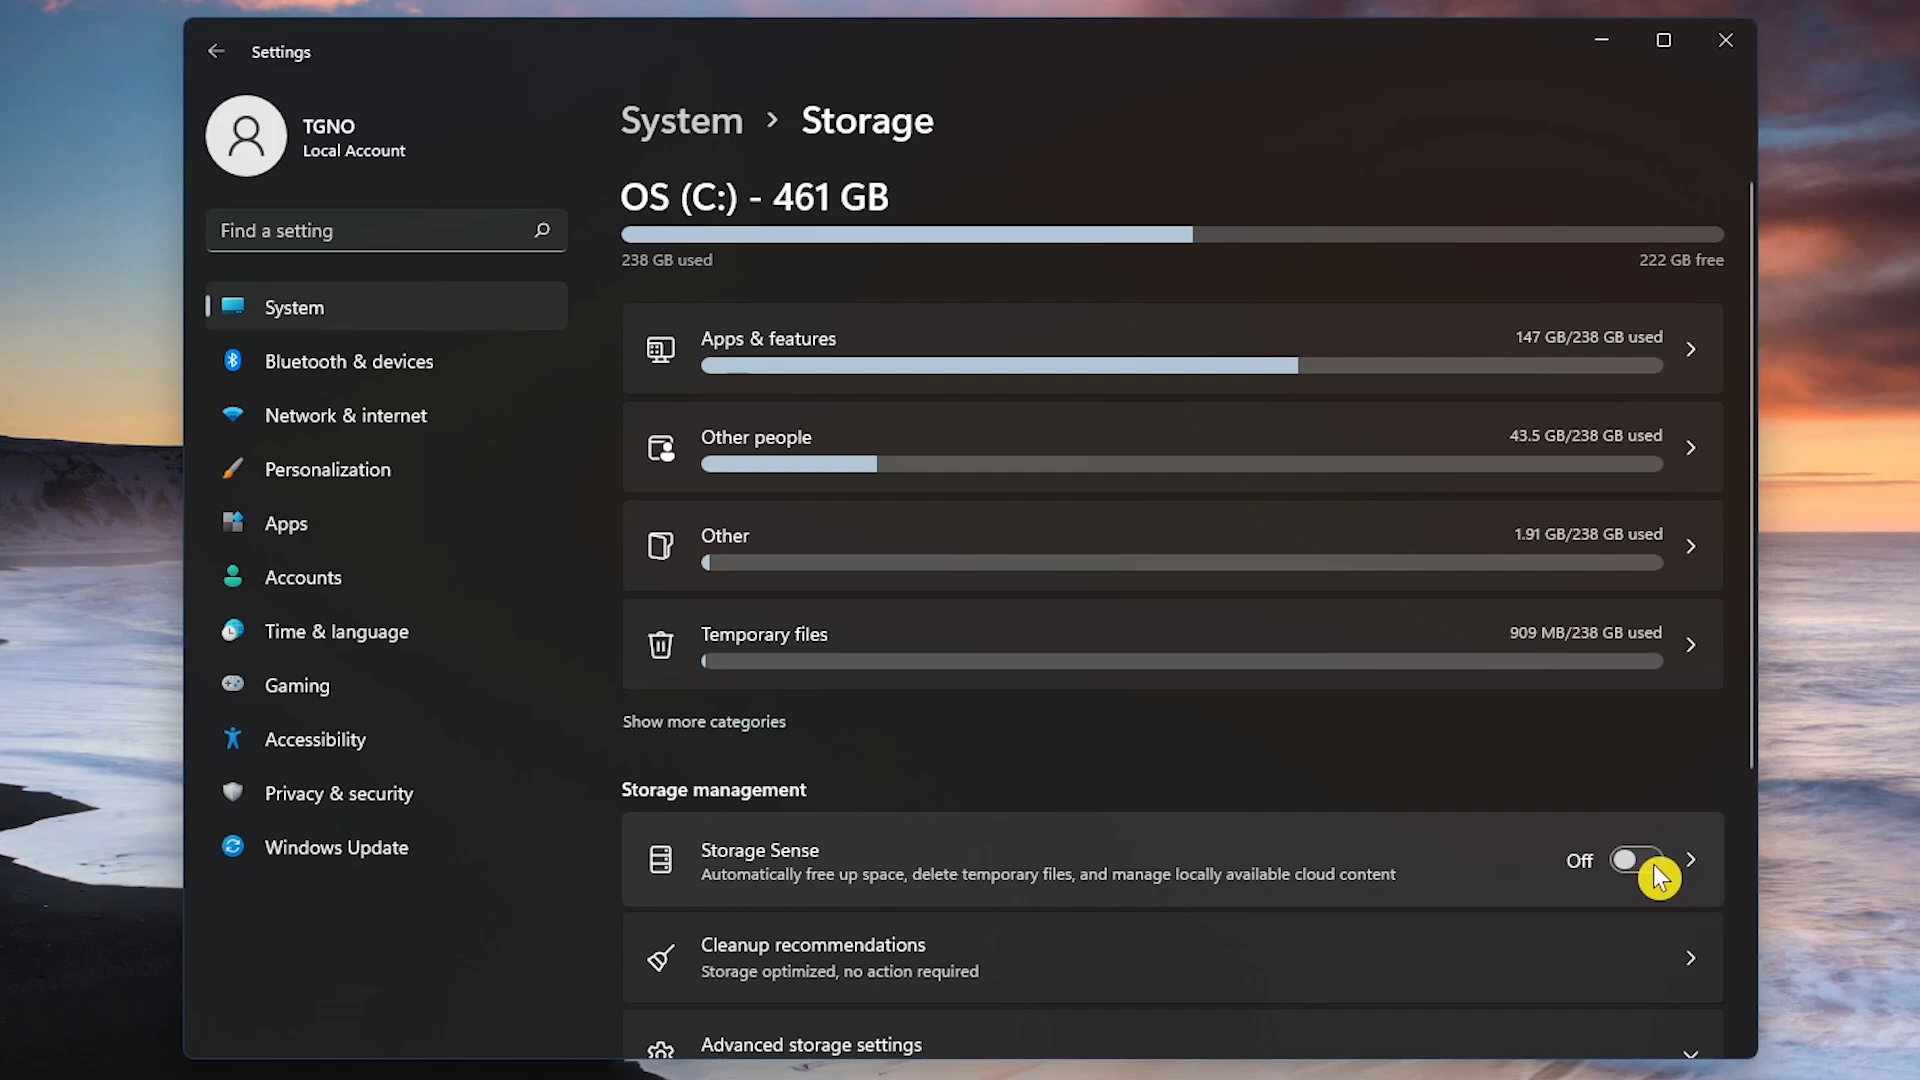 Settings
TGNO
Local Account
Find a setting
System
Bluetooth & devices
Network & internet
Personalization
Apps
Accounts
Time & language
Gaming
Accessibility
Privacy & security
Windows Update
System > Storage
OS (C:) - 461 GB
238 GB used
222 GB free
Apps & features
147 GB/238 GB used
Other people
43.5 GB/238 GB used
Other
1.91 GB/238 GB used
Temporary files
909 MB/238 GB used
Show more categories
Storage management
Storage Sense
Automatically free up space, delete temporary files, and manage locally available cloud content
Off
Cleanup recommendations
Storage optimized, no action required
Advanced storage settings